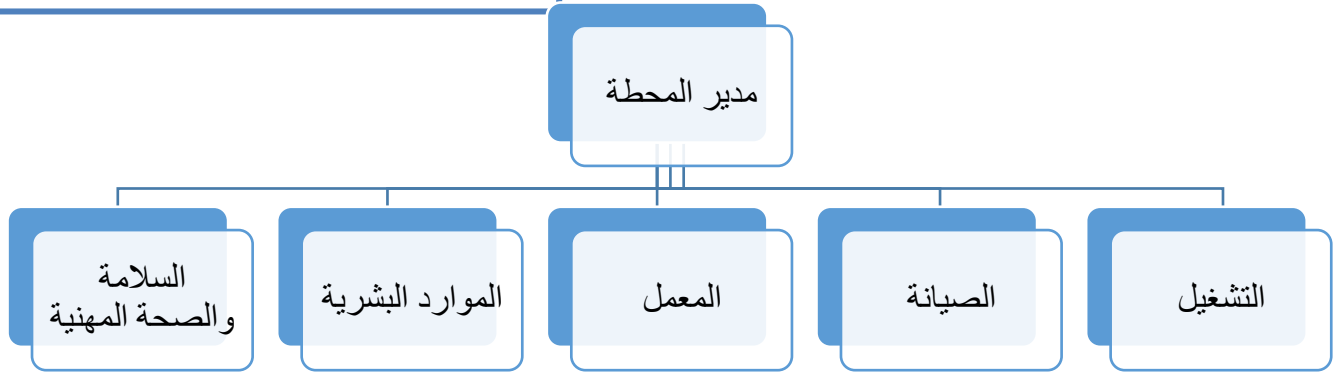 مدير المحطة
التشغيل
الصيانة
المعمل
الموارد البشرية
السلامة
والصحة المهنية